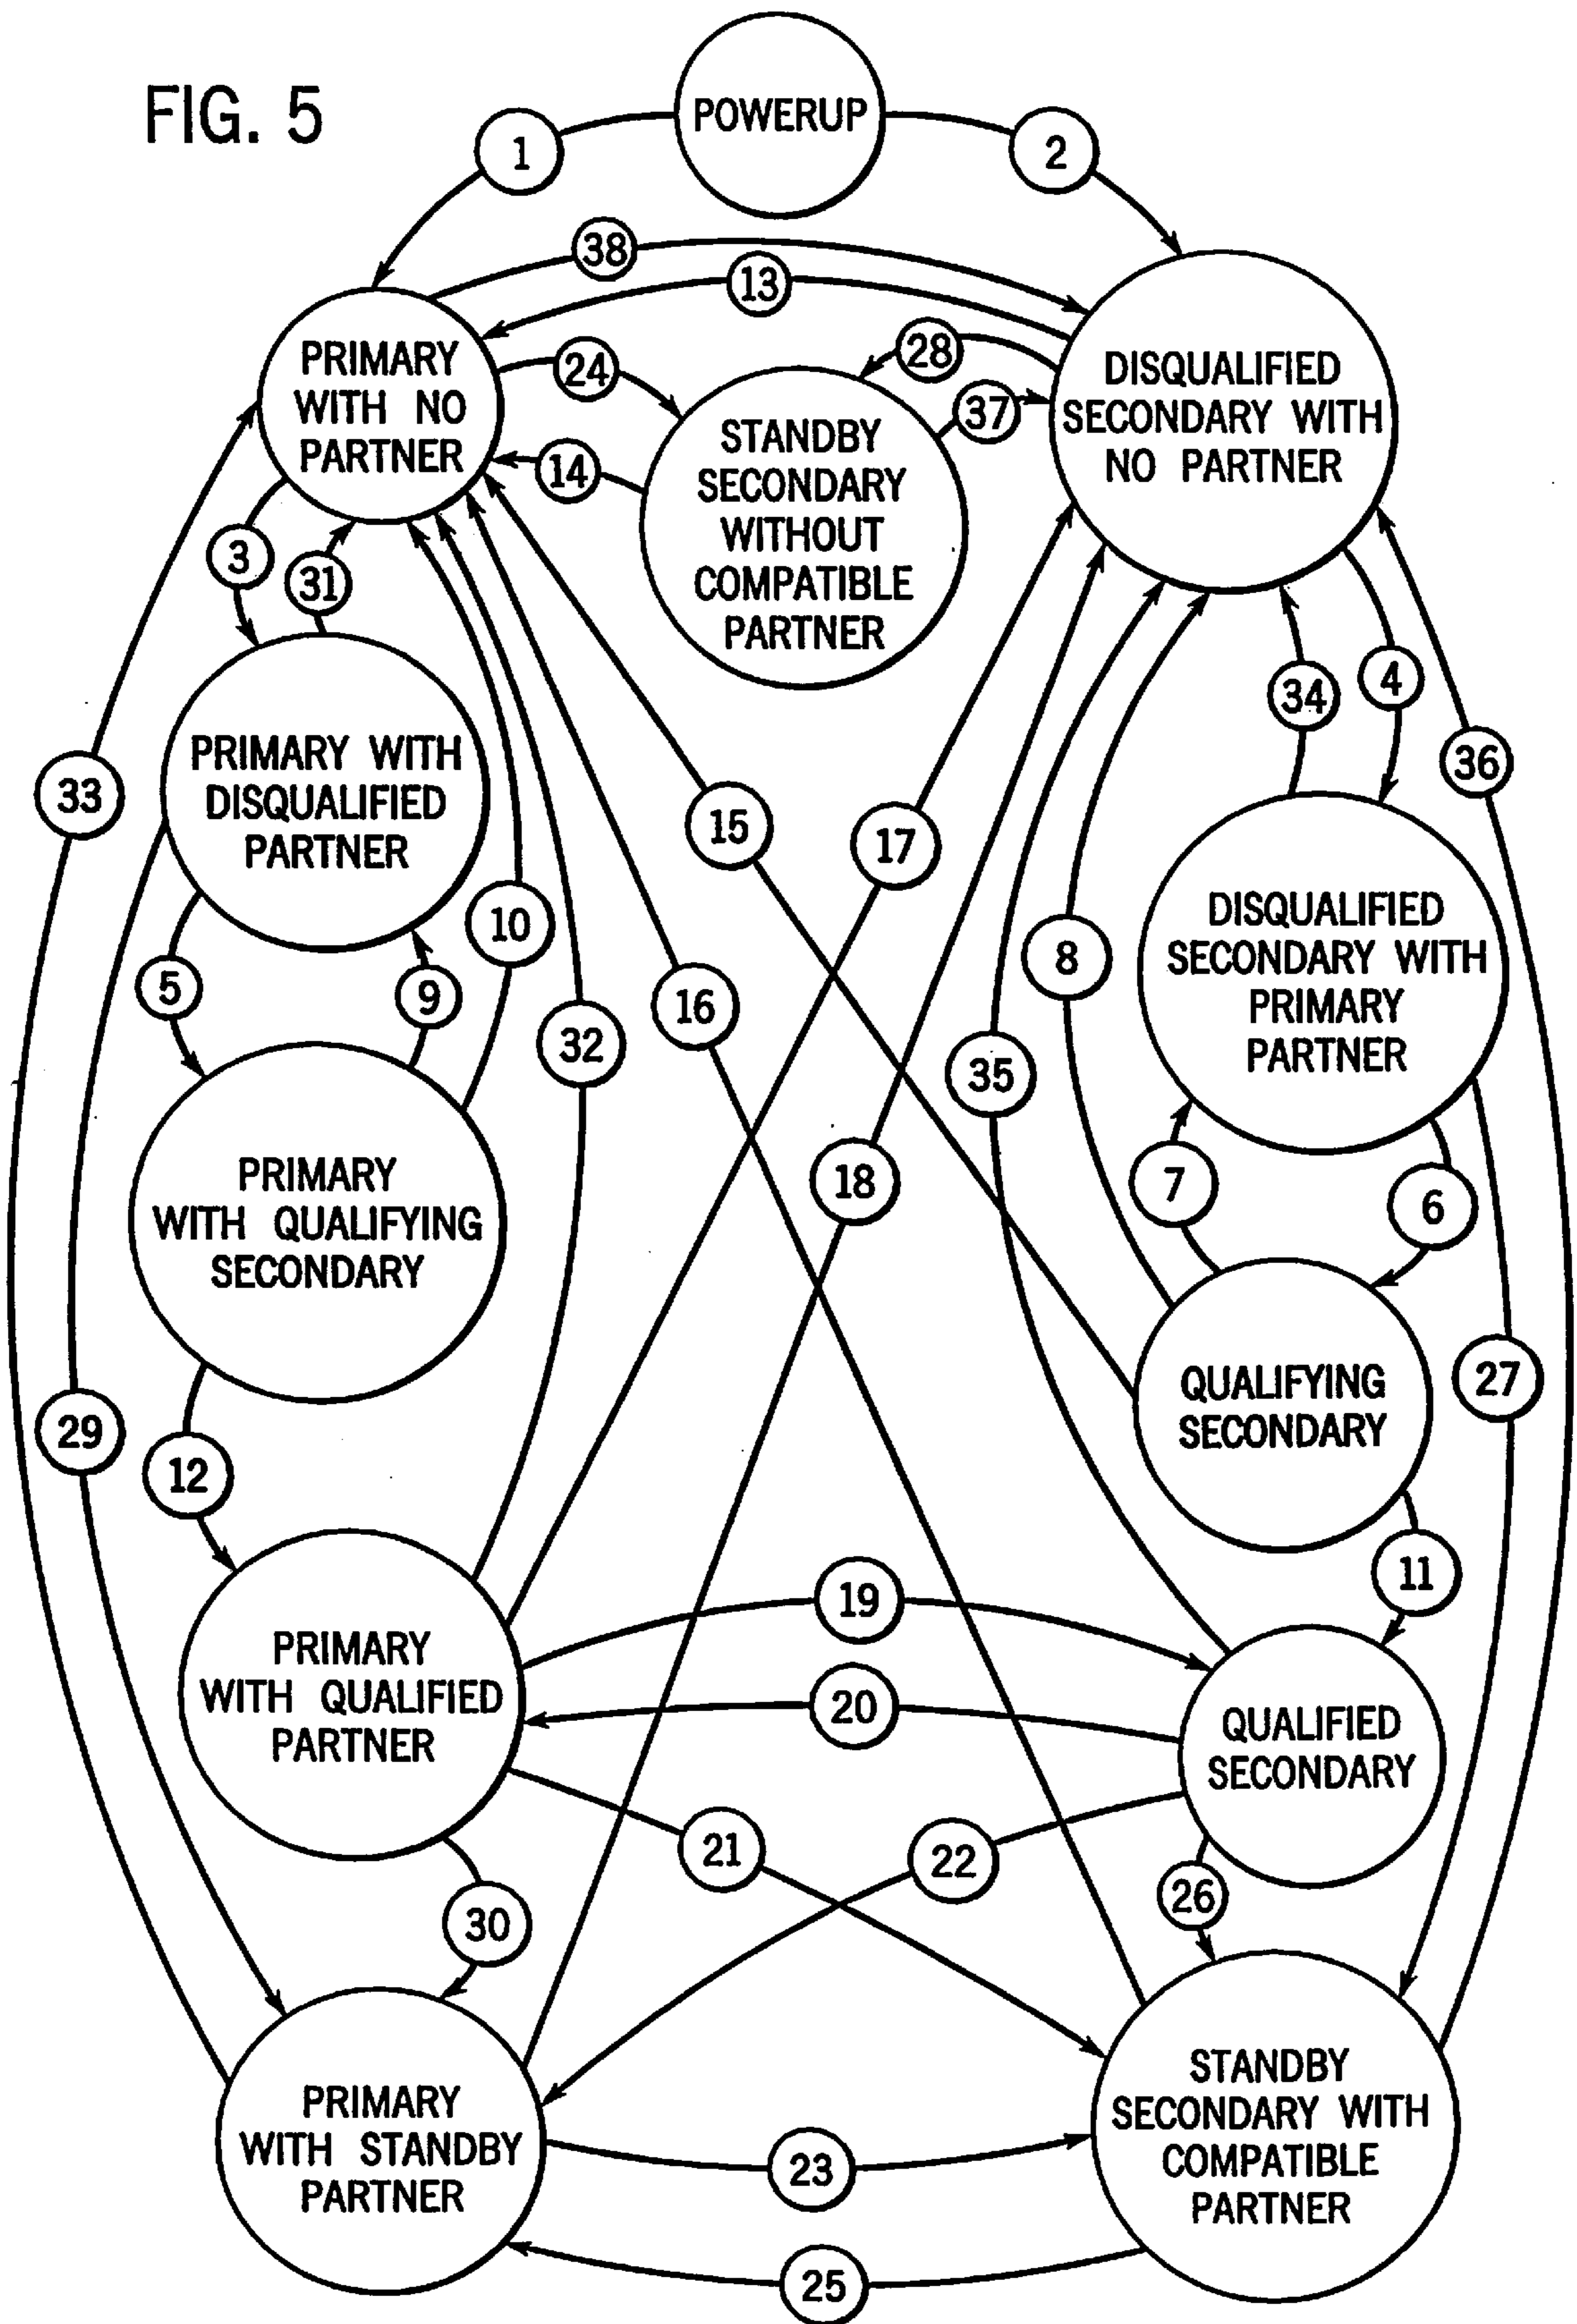 FIG. 5
POWERUP
1
2
38
13
PRIMARY
WITH NO
PARTNER
24
28
37
14
STANDBY
SECONDARY
WITHOUT
COMPATIBLE
PARTNER
DISQUALIFIED
SECONDARY WITH
NO PARTNER
3
31
34
4
33
PRIMARY WITH
DISQUALIFIED
PARTNER
15
17
36
10
5
9
16
32
8
35
DISQUALIFIED
SECONDARY WITH
PRIMARY
PARTNER
PRIMARY
WITH QUALIFYING
SECONDARY
18
7
6
29
12
QUALIFYING
SECONDARY
27
11
19
PRIMARY
WITH QUALIFIED
PARTNER
20
QUALIFIED
SECONDARY
21
22
26
30
PRIMARY
WITH STANDBY
PARTNER
23
STANDBY
SECONDARY WITH
COMPATIBLE
PARTNER
25